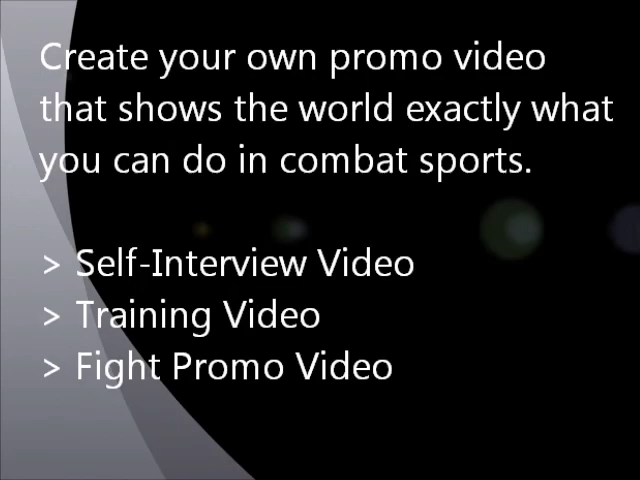 Create your own promo video
that shows the world exactly what
you can do in combat sports.
> Self-Interview Video
> Training Video
> Fight Promo Video